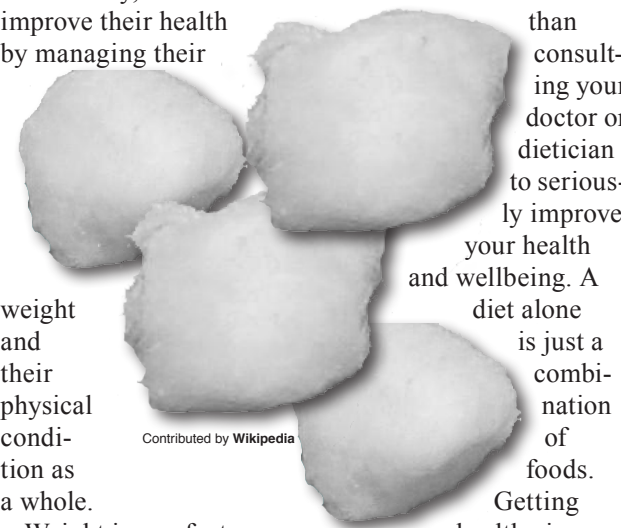 improve their health
by managing their
weight
and
their
physical
condi-
tion as
a whole.
Contributed by Wikipedia
than
consult-
ing your
doctor or
dietician
to serious-
ly improve
your health
and wellbeing. A
diet alone
is just a
combi-
nation
of
foods.
Getting